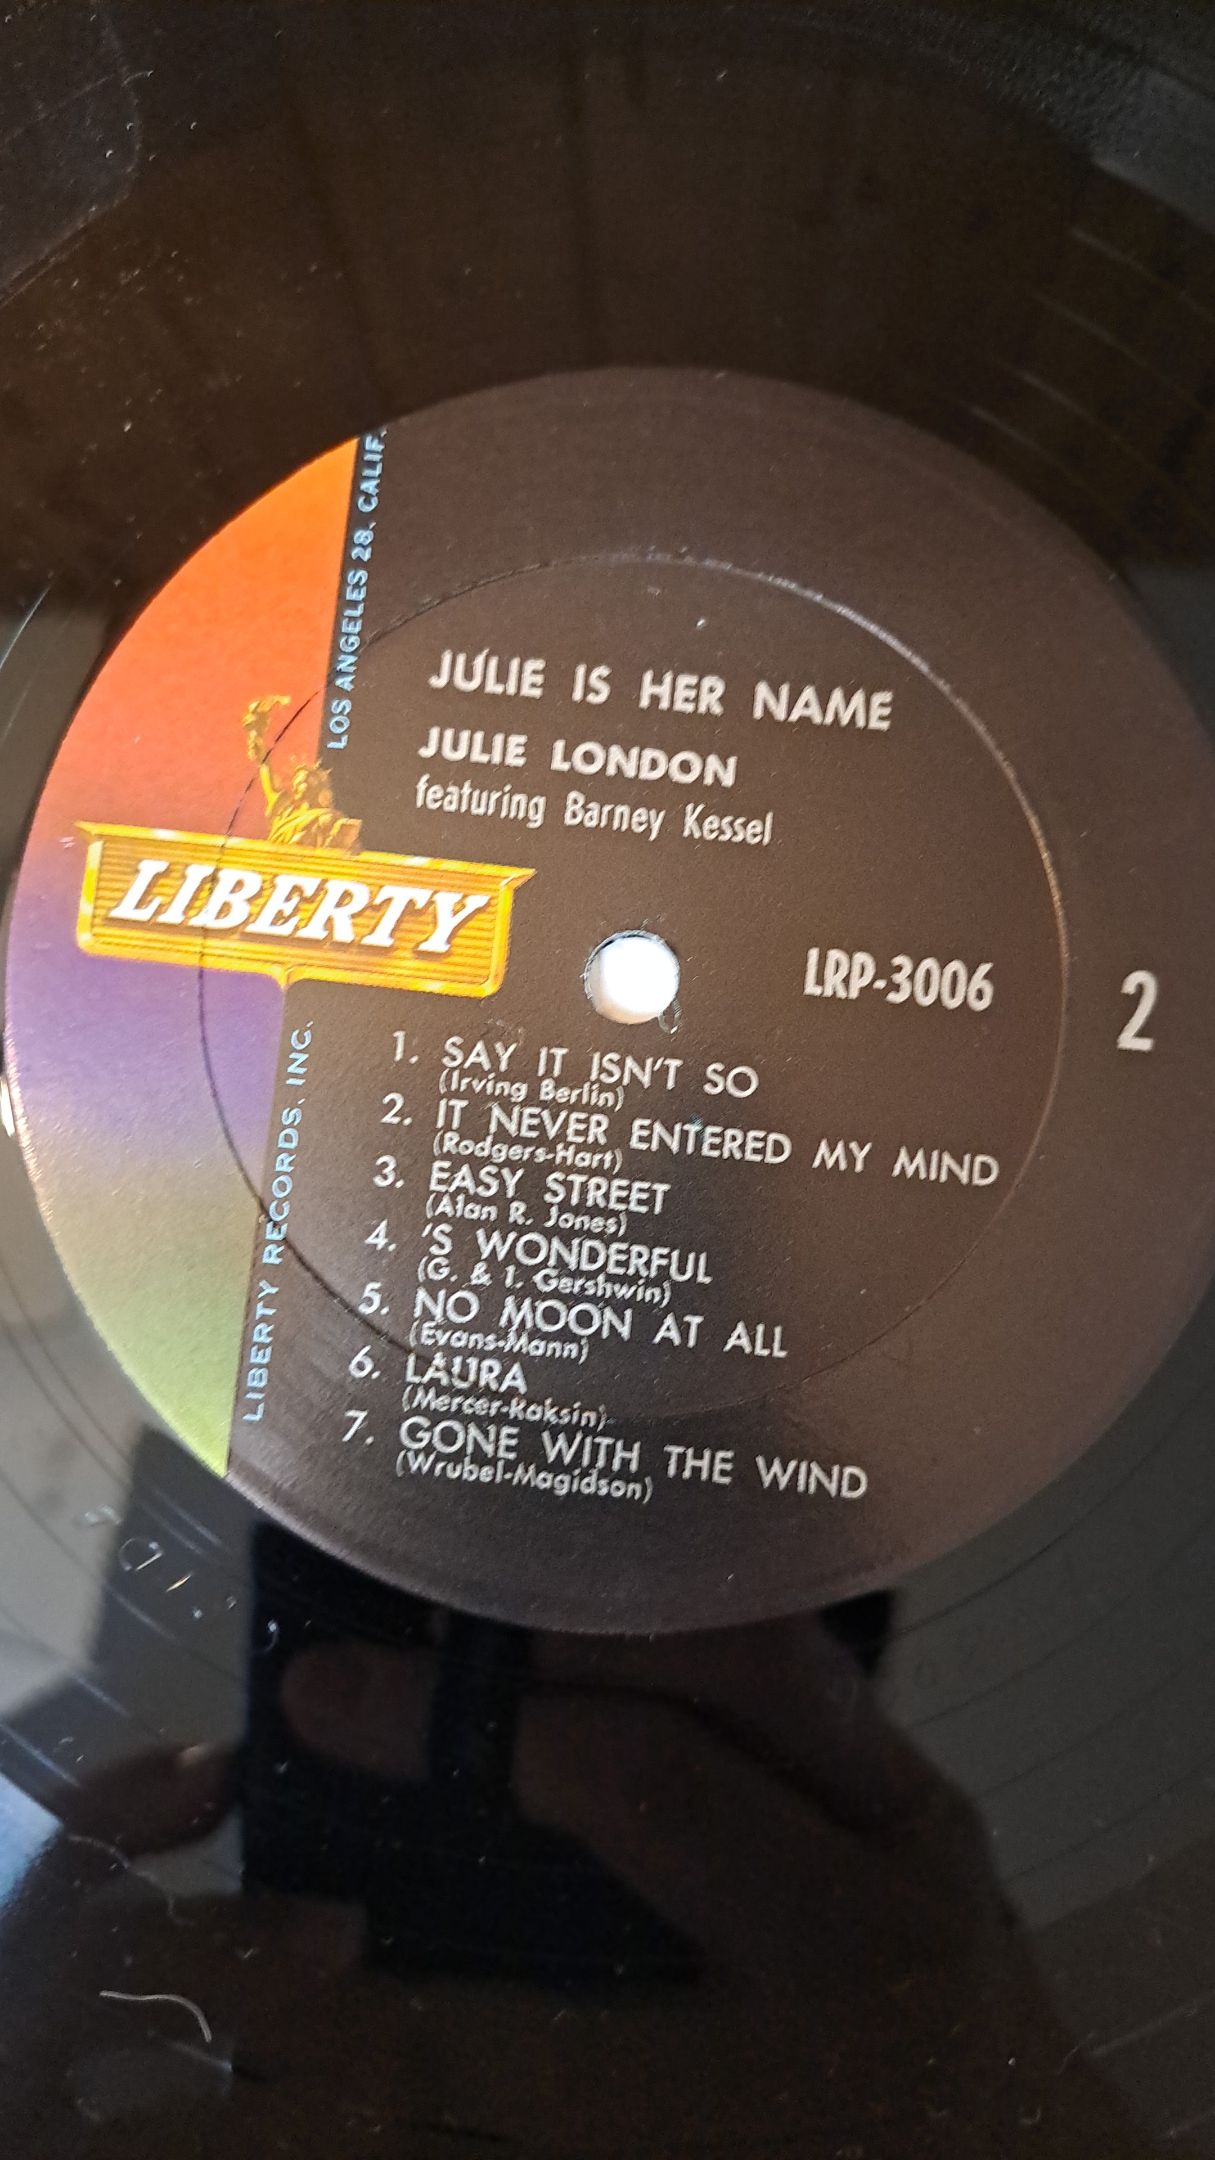 LOS ANGELES 28, CALIF.
JULIE IS HER NAME
JULIE LONDON
featuring Barney Kessel
LIBERTY
LRP-3006
2
LIBERTY RECORDS, INC.
1. SAY IT ISN'T SO
(Irving Berlin)
2. IT NEVER ENTERED MY MIND
(Rodgers-Hart)
3. EASY STREET
(Alan R. Jones)
4. 'S WONDERFUL
(G. & I. Gershwin)
5. NO MOON AT ALL
(Evans-Mann)
6. LAURA
(Mercer-Raksin)
7. GONE WITH THE WIND
(Wrubel-Magidson)